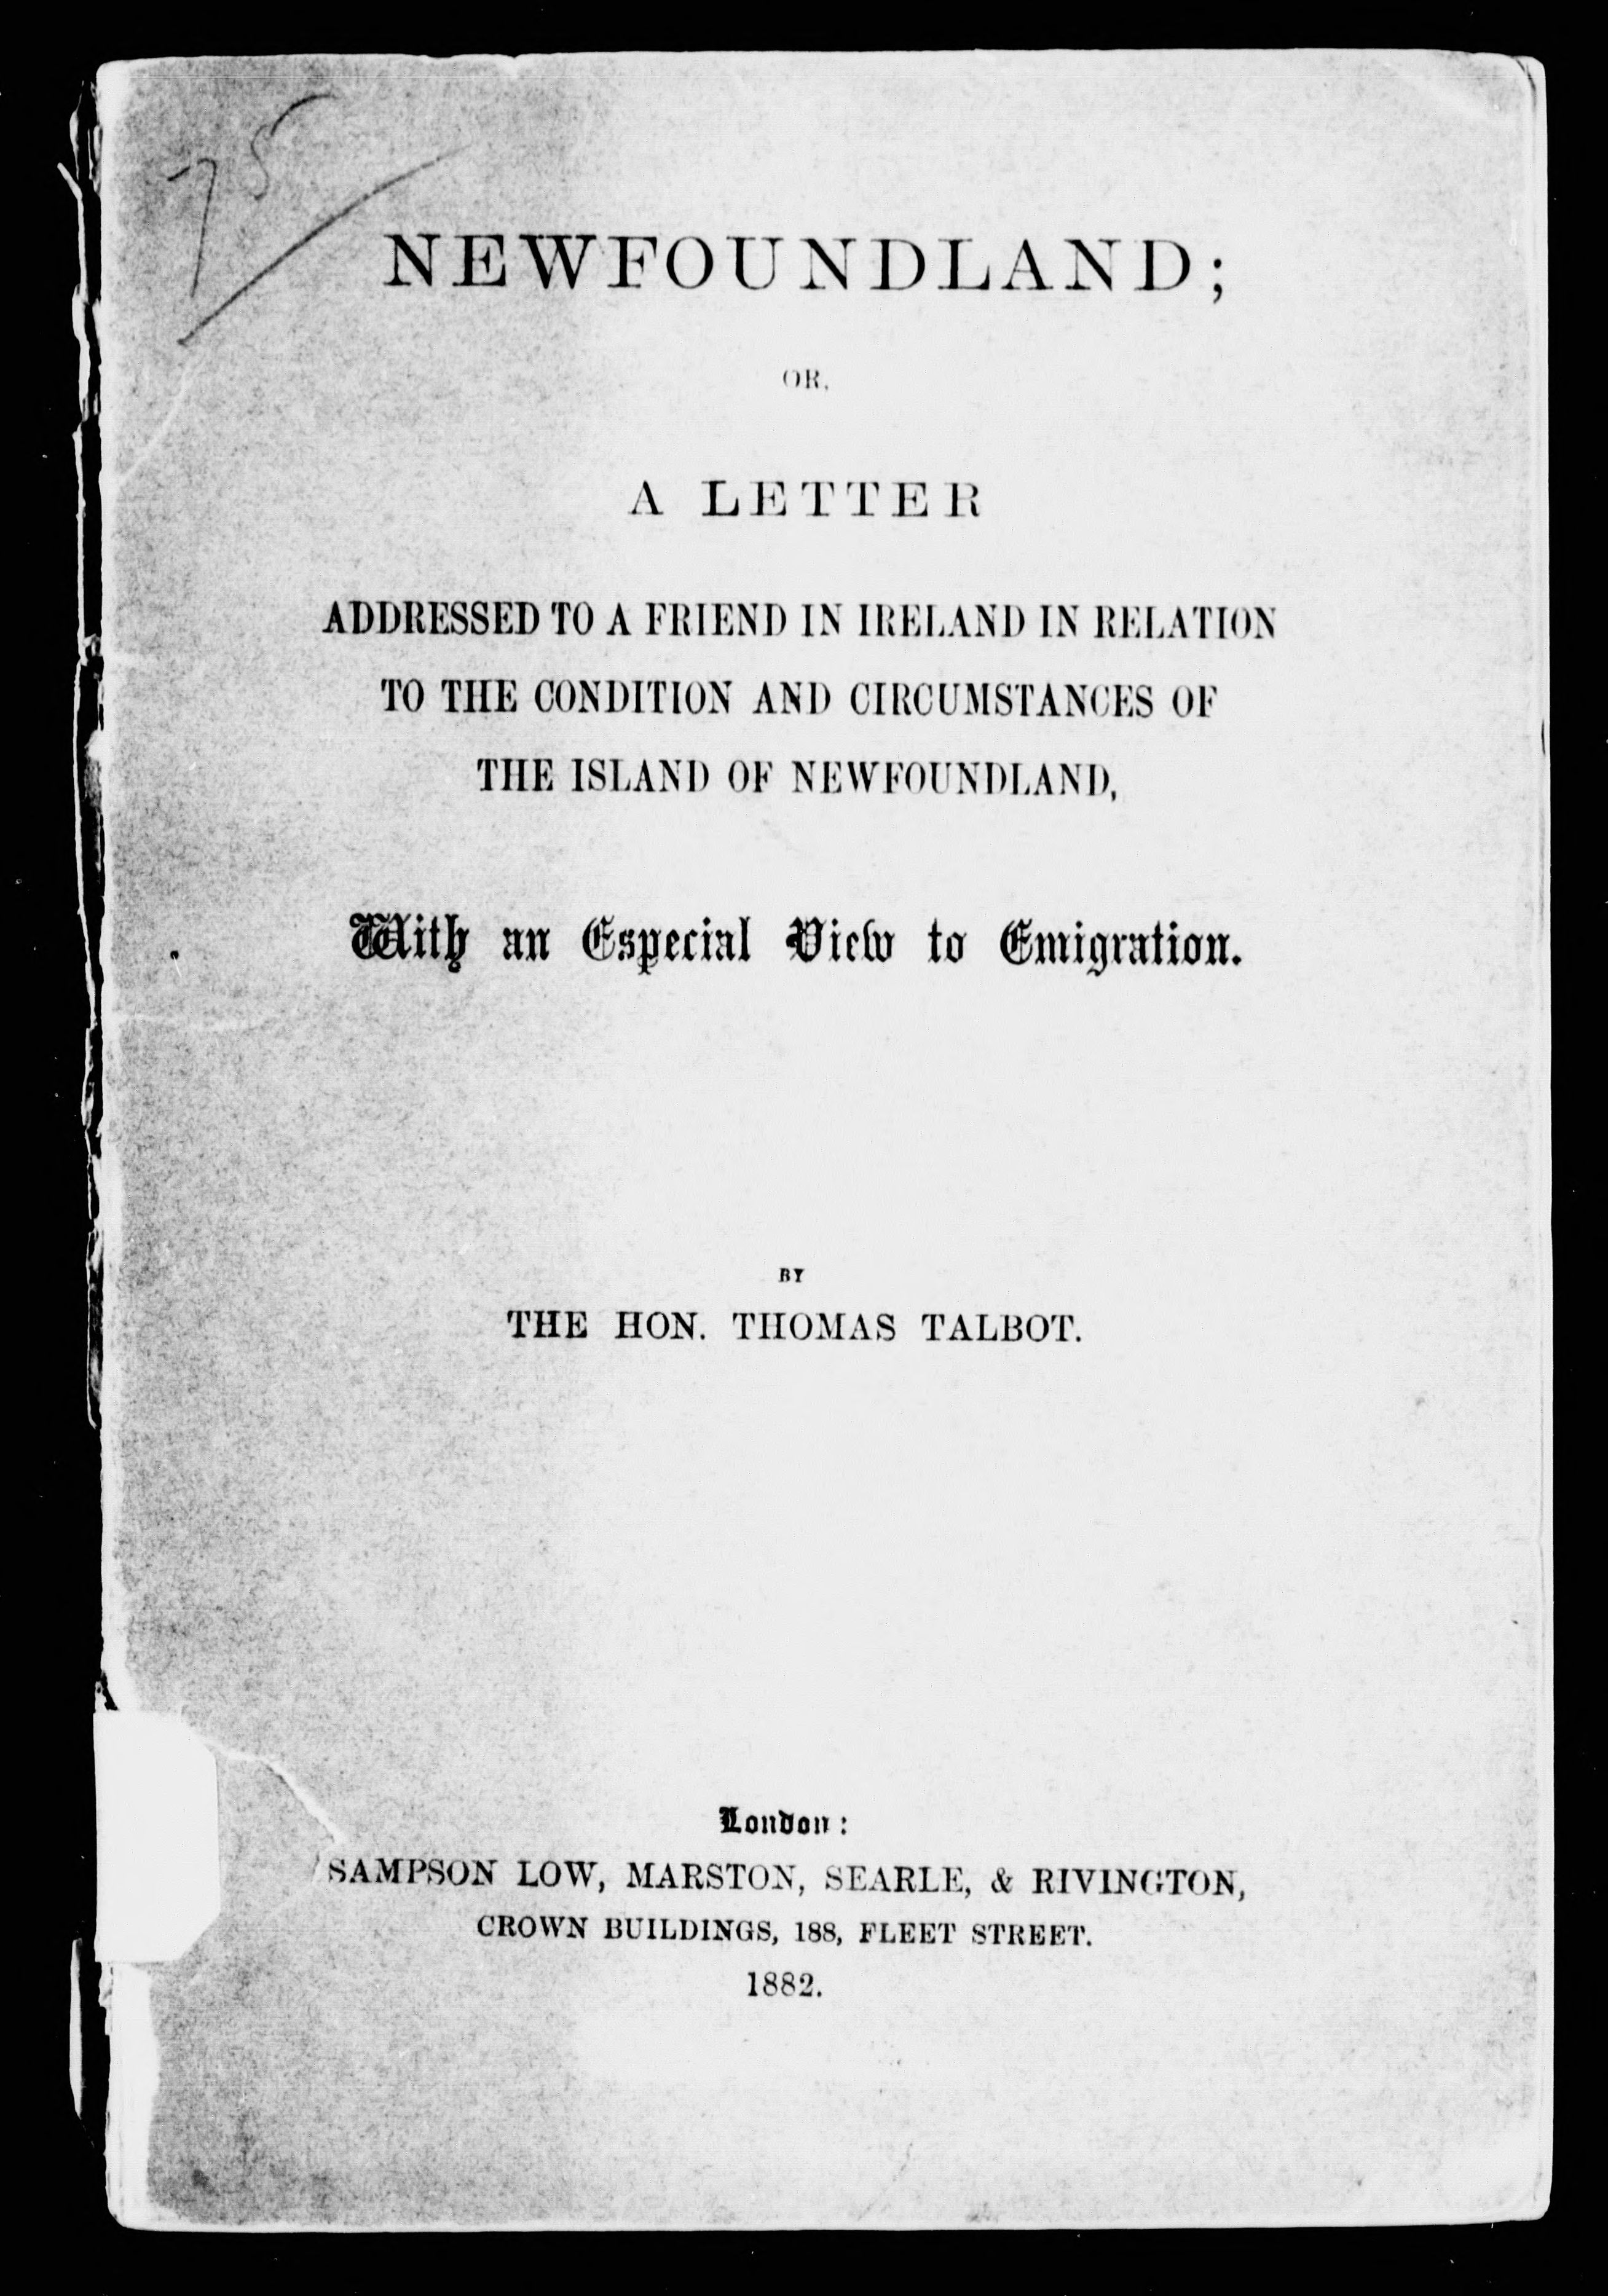 75
NEWFOUNDLAND;
OR,
A LETTER
ADDRESSED TO A FRIEND IN IRELAND IN RELATION
TO THE CONDITION AND CIRCUMSTANCES OF
THE ISLAND OF NEWFOUNDLAND,
With an Especial View to Emigration.
BY
THE HON. THOMAS TALBOT.
London:
SAMPSON LOW, MARSTON, SEARLE, & RIVINGTON,
CROWN BUILDINGS, 188, FLEET STREET.
1882.